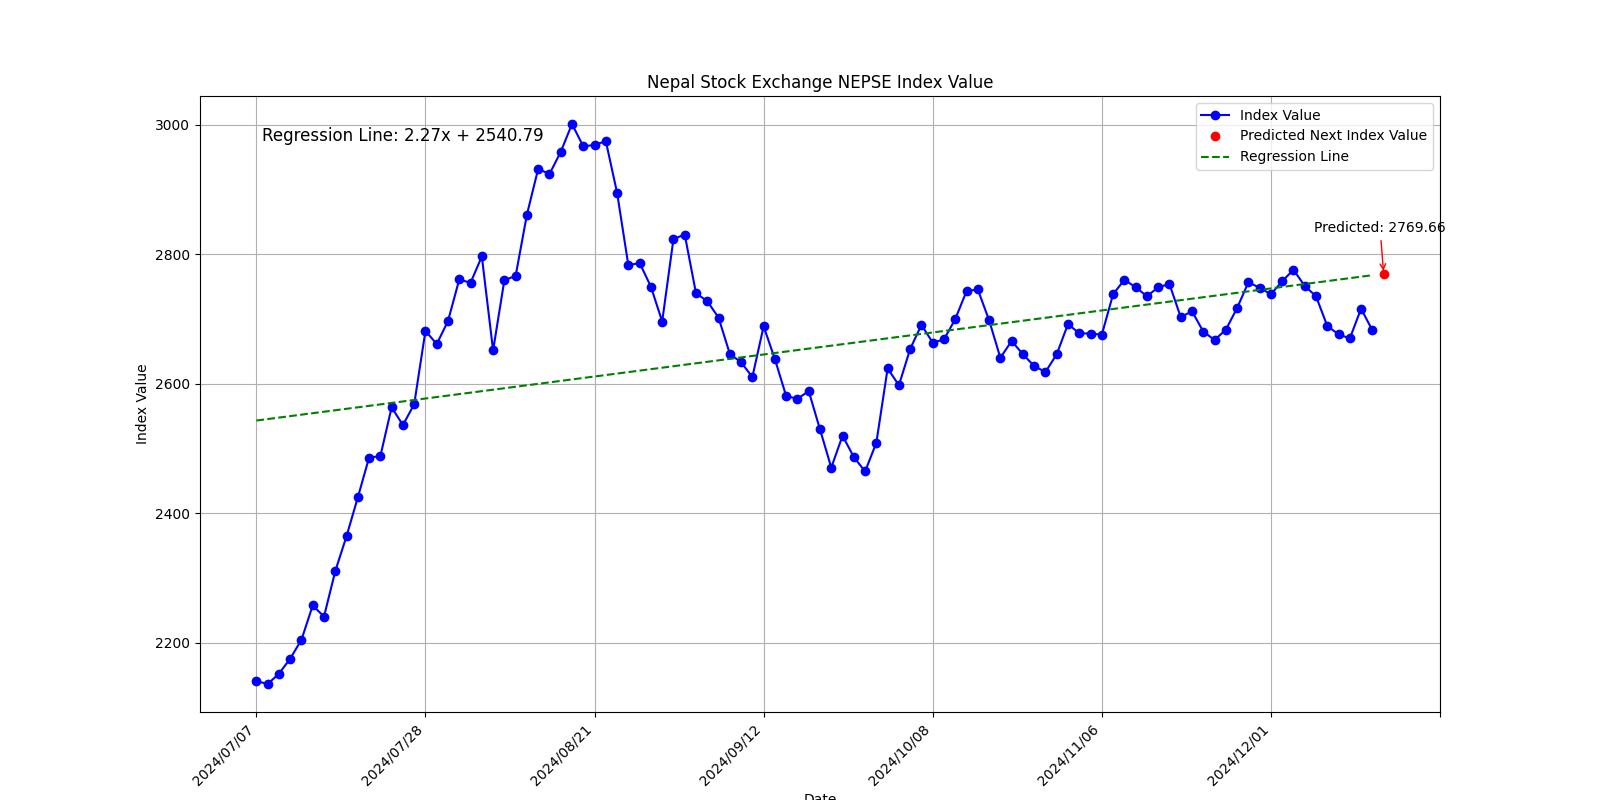 Nepal Stock Exchange NEPSE Index Value
Regression Line: 2.27x + 2540.79
Index Value
Predicted Next Index Value
Regression Line
Predicted: 2769.66
3000
2800
2600
2400
2200
Index Value
2024/07/07
2024/07/28
2024/08/21
2024/09/12
2024/10/08
2024/11/06
2024/12/01
Date